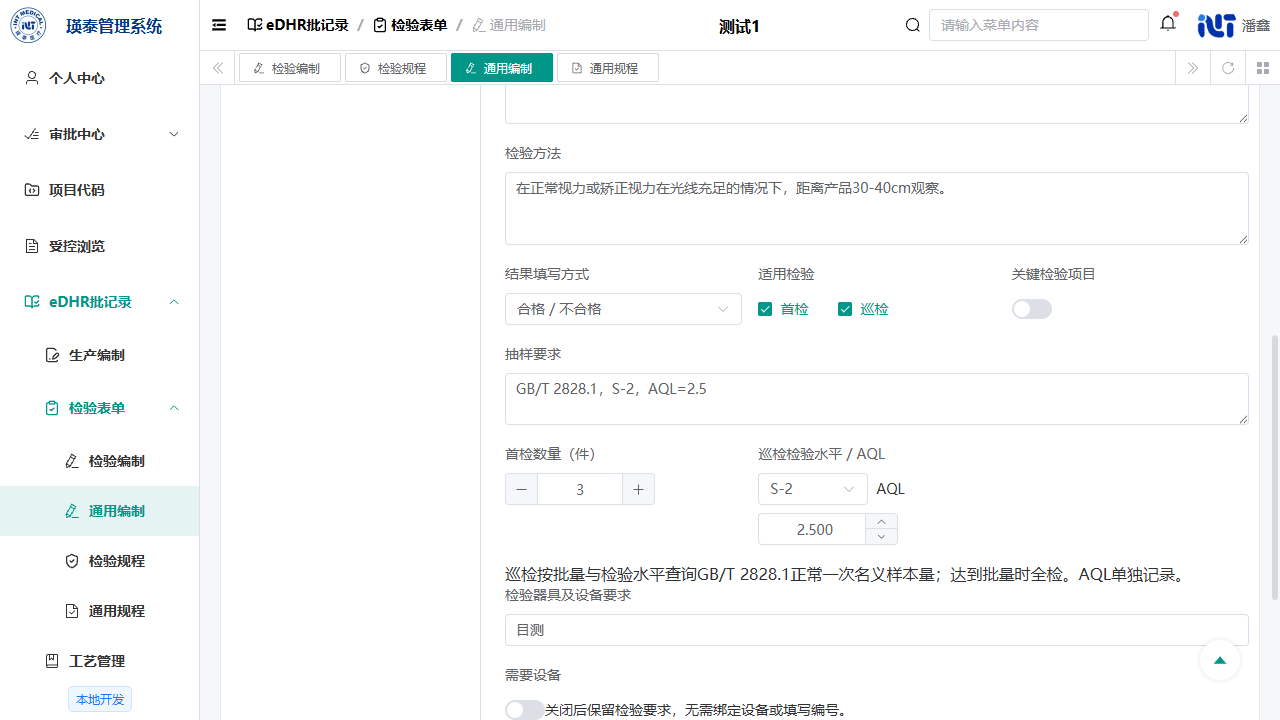 瑛泰管理系统
eDHR批记录 / 检验表单 / 通用编制
测试1
请输入菜单内容
潘鑫
检验编制
检验规程
通用编制
通用规程
个人中心
审批中心
项目代码
受控浏览
eDHR批记录
生产编制
检验表单
检验编制
通用编制
检验规程
通用规程
工艺管理
本地开发
检验方法
在正常视力或矫正视力在光线充足的情况下，距离产品30-40cm观察。
结果填写方式
适用检验
关键检验项目
合格 / 不合格
首检
巡检
抽样要求
GB/T 2828.1，S-2，AQL=2.5
首检数量（件）
巡检检验水平 / AQL
3
S-2
AQL
2.500
巡检按批量与检验水平查询GB/T 2828.1正常一次名义样本量；达到批量时全检。AQL单独记录。
检验器具及设备要求
目测
需要设备
关闭后保留检验要求，无需绑定设备或填写编号。